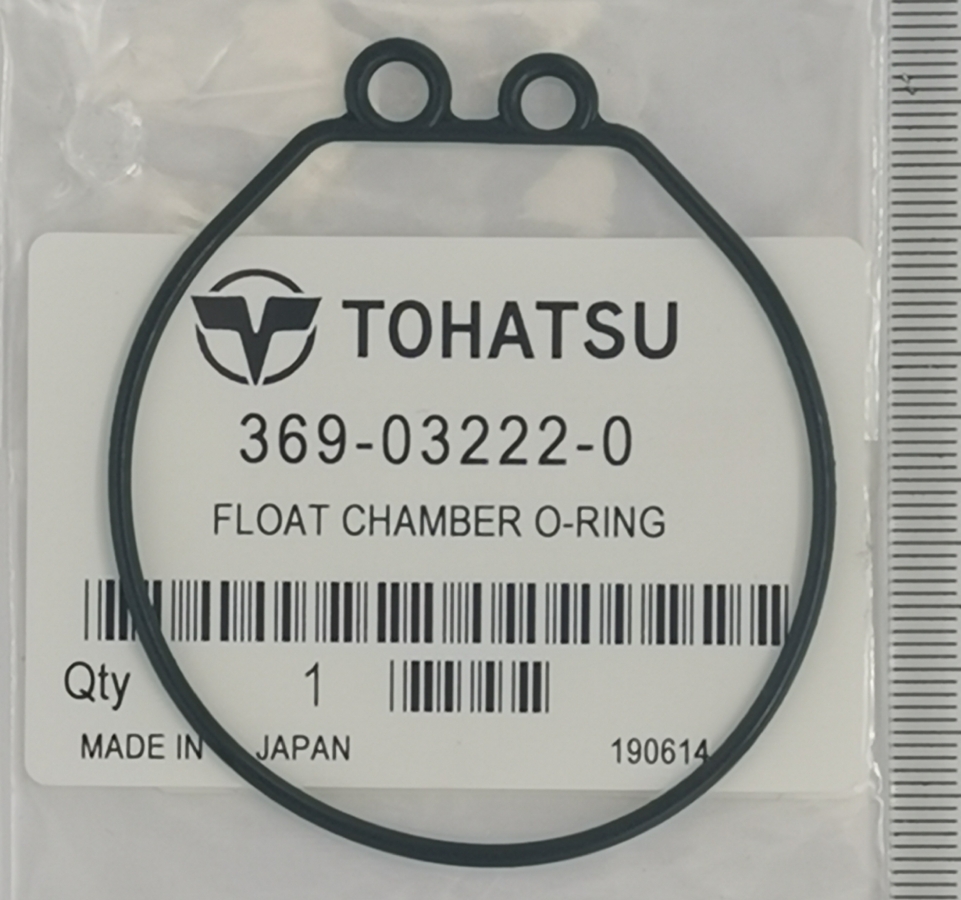 TOHATSU
369-03222-0
FLOAT CHAMBER O-RING
Qty 1
MADE IN JAPAN 190614